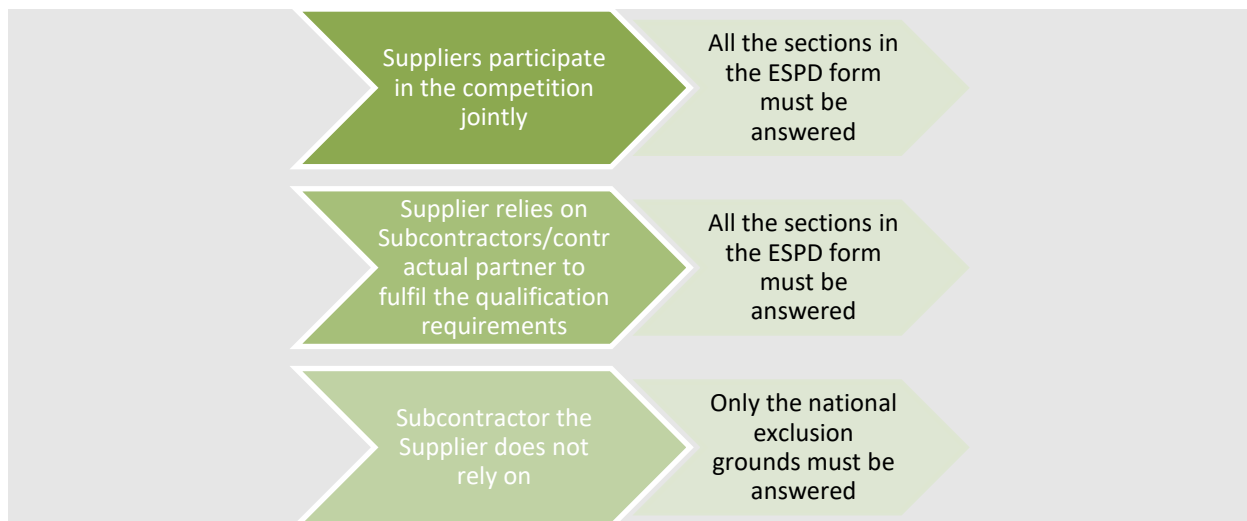 Suppliers participate
in the competition
jointly
All the sections in
the ESPD form
must be
answered
Supplier relies on
Subcontractors/contr
actual partner to
fulfil the qualification
requirements
All the sections in
the ESPD form
must be
answered
Subcontractor the
Supplier does not
rely on
Only the national
exclusion
grounds must be
answered